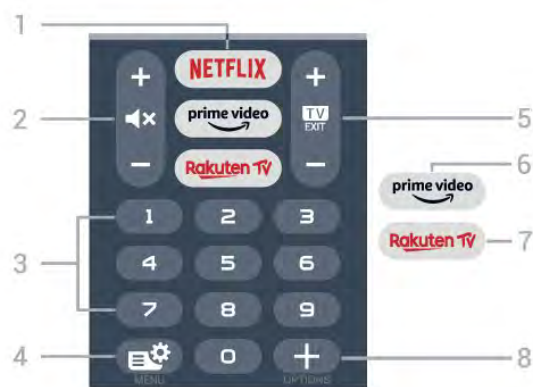 1
NETFLIX
+ +
2
prime video
TV
EXIT
5
- -
Rakuten TV
6
prime video
1 2 3
Rakuten TV
7
3
4 5 6
7 8 9
4
0
+
8
MENU
OPTIONS